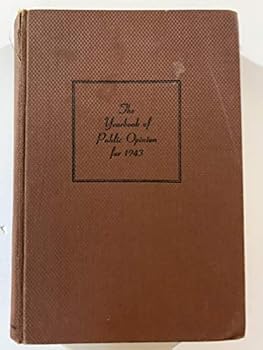 The
Yearbook of
Public Opinion
for 1943